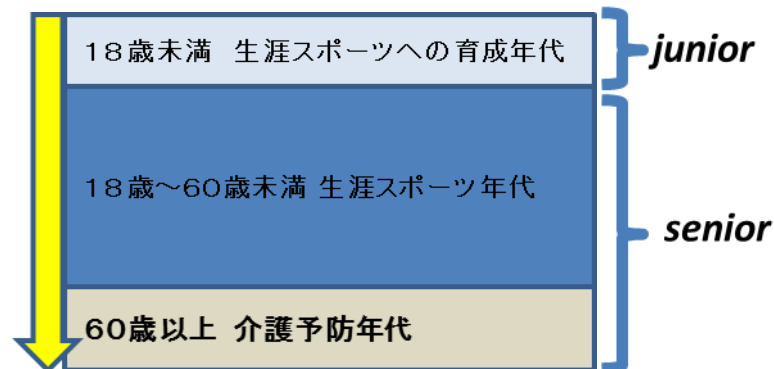 18歳未満 生涯スポーツへの育成年代
junior
18歳~60歳未満 生涯スポーツ年代
senior
60歳以上 介護予防年代